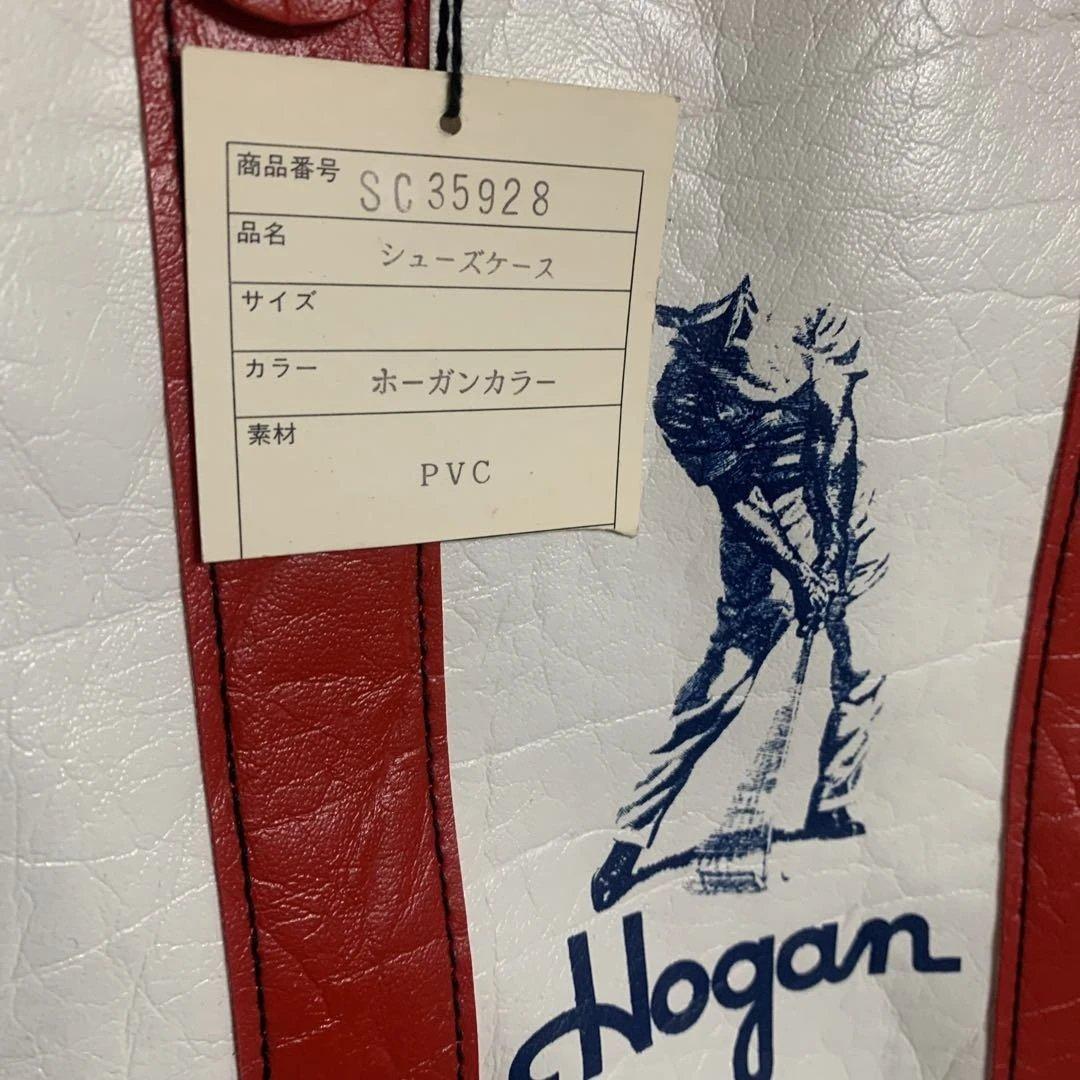 商品番号 SC35928
品名 シューズケース
サイズ
カラー ホーガンカラー
素材
PVC
Hogan